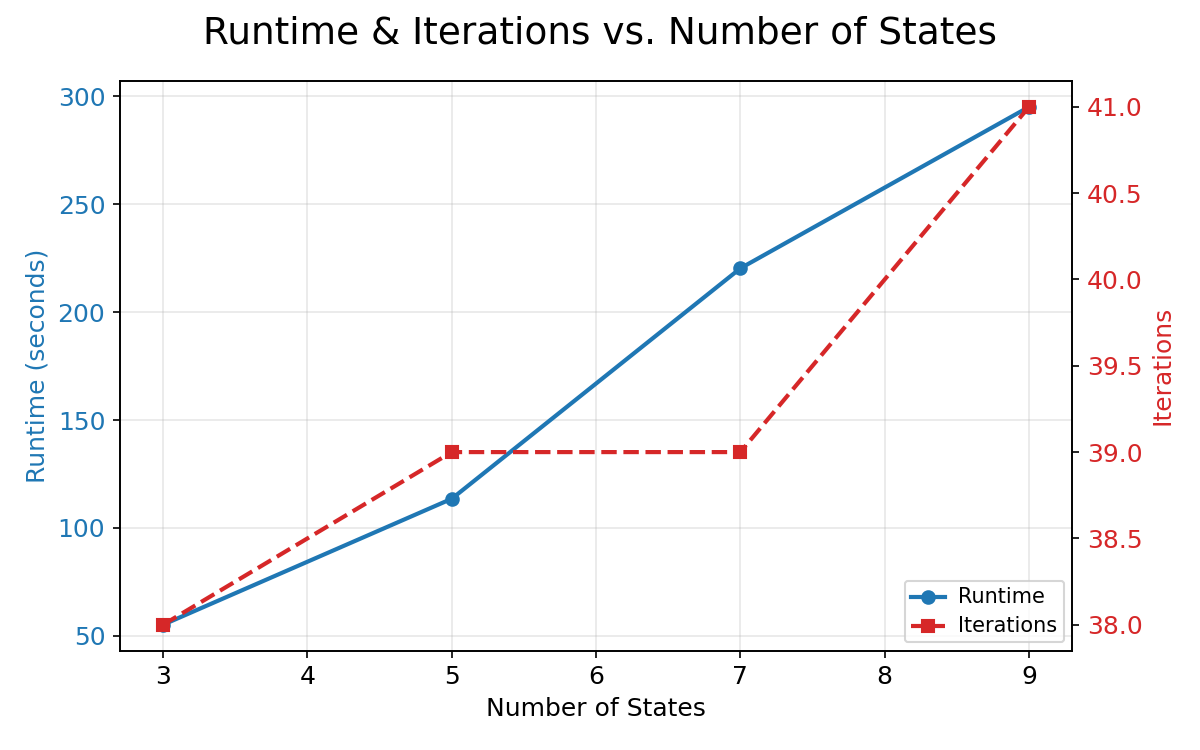 Runtime & Iterations vs. Number of States
300
250
200
150
100
50
Runtime (seconds)
41.0
40.5
40.0
39.5
39.0
38.5
38.0
Iterations
Runtime
Iterations
3 4 5 6 7 8 9
Number of States